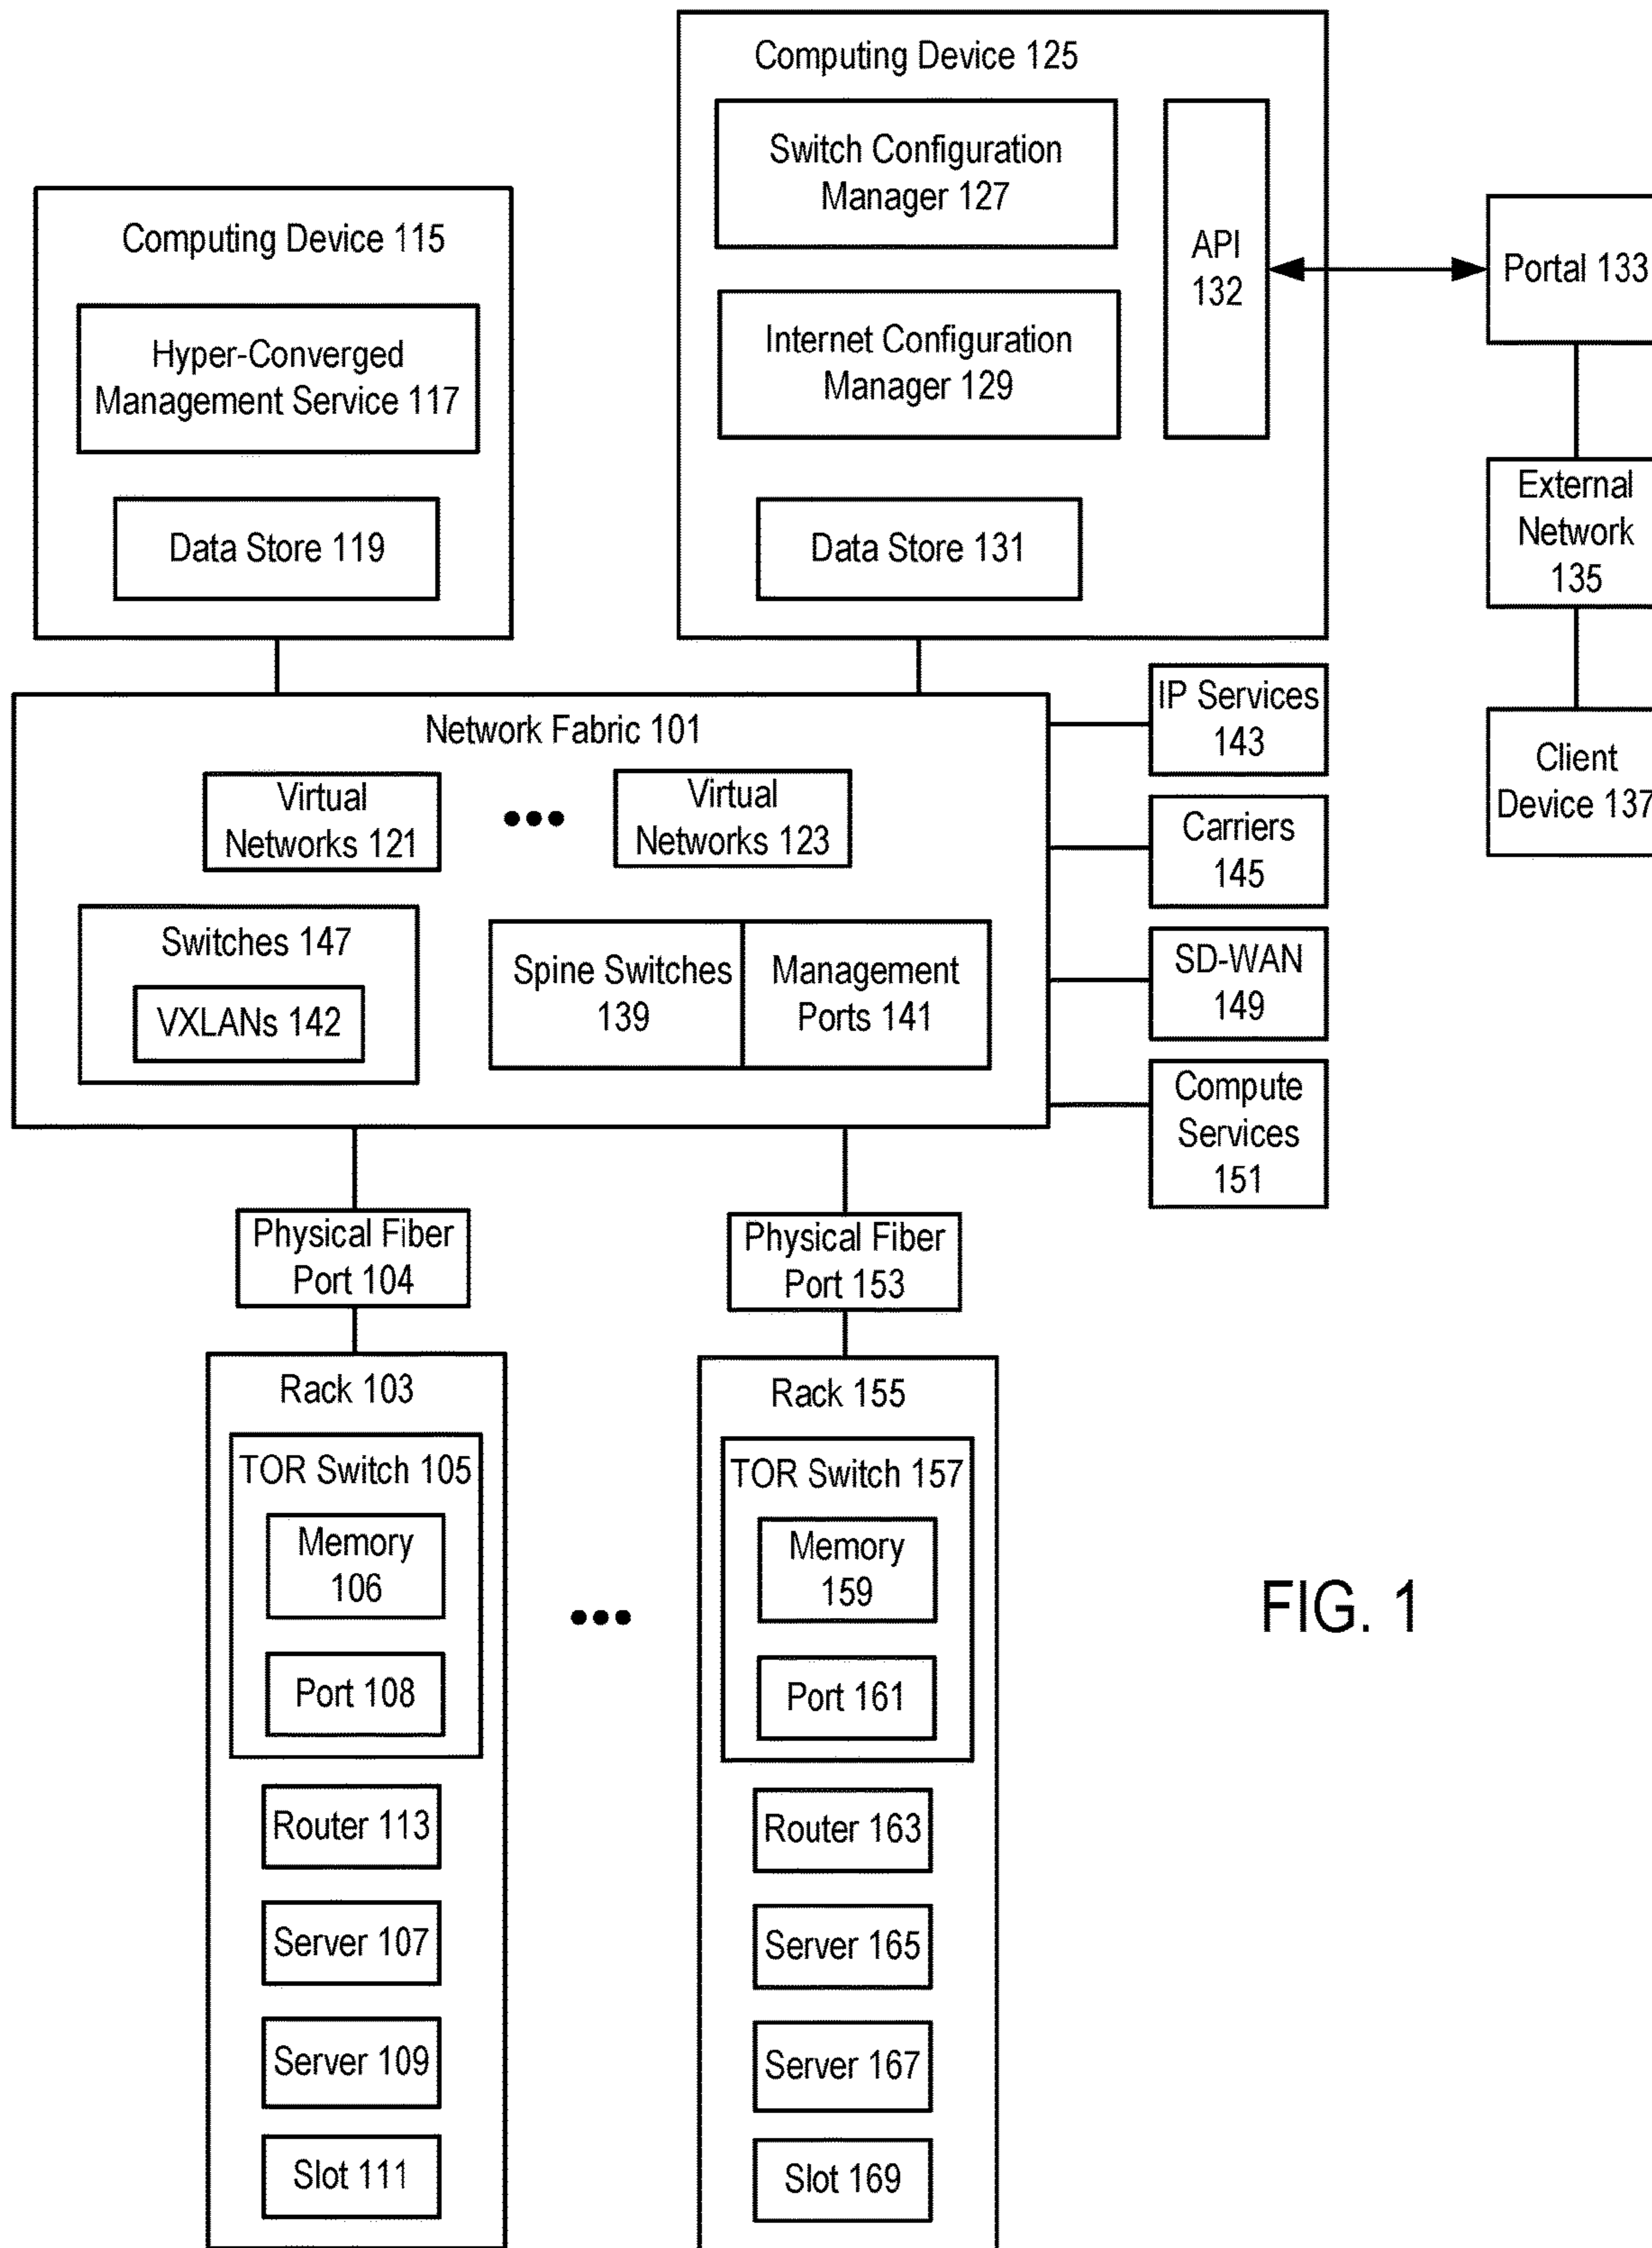 Computing Device 125
Switch Configuration
Manager 127
API
132
Internet Configuration
Manager 129
Data Store 131
Computing Device 115
Hyper-Converged
Management Service 117
Data Store 119
Portal 133
External
Network
135
Client
Device 137
Network Fabric 101
Virtual
Networks 121
Virtual
Networks 123
Switches 147
VXLANs 142
Spine Switches
139
Management
Ports 141
IP Services
143
Carriers
145
SD-WAN
149
Compute
Services
151
Physical Fiber
Port 104
Physical Fiber
Port 153
Rack 103
TOR Switch 105
Memory
106
Port 108
Router 113
Server 107
Server 109
Slot 111
Rack 155
TOR Switch 157
Memory
159
Port 161
Router 163
Server 165
Server 167
Slot 169
FIG. 1